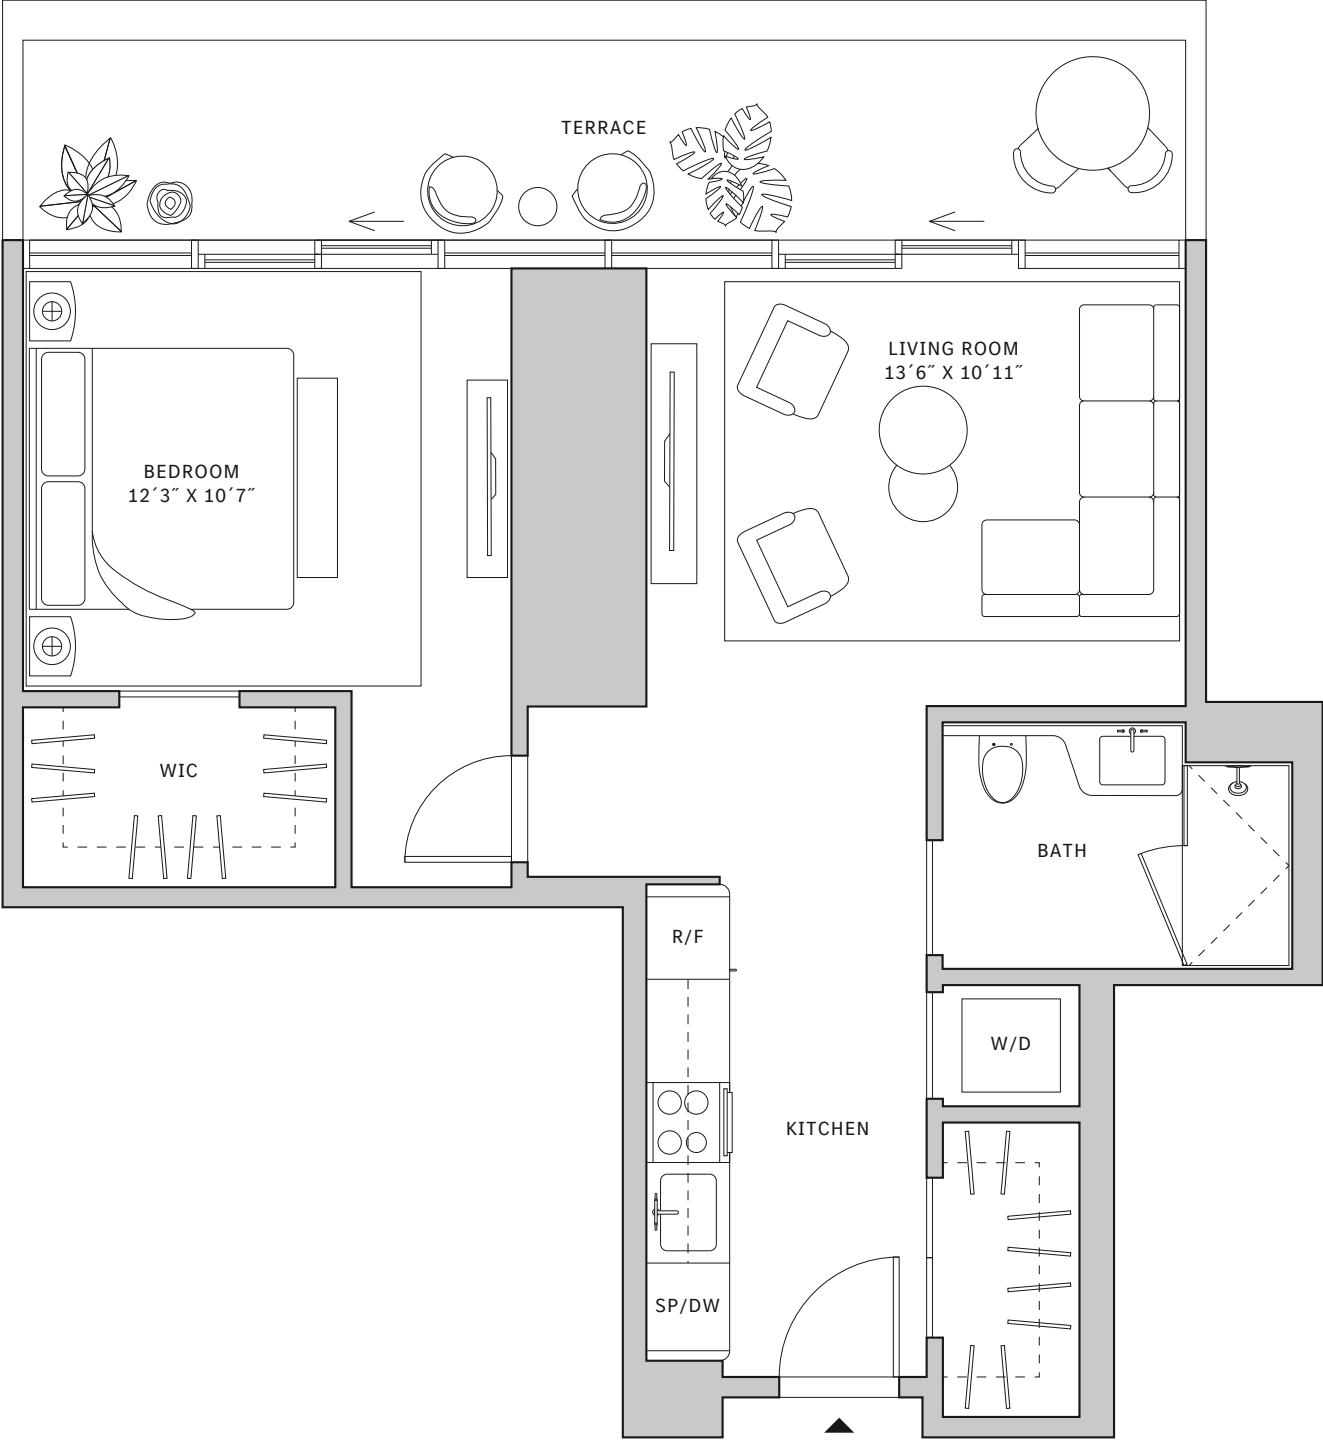 TERRACE
LIVING ROOM
13´6˝ X 10´11˝
BEDROOM
12´3˝ X 10´7˝
WIC
BATH
R/F
W/D
KITCHEN
SP/DW